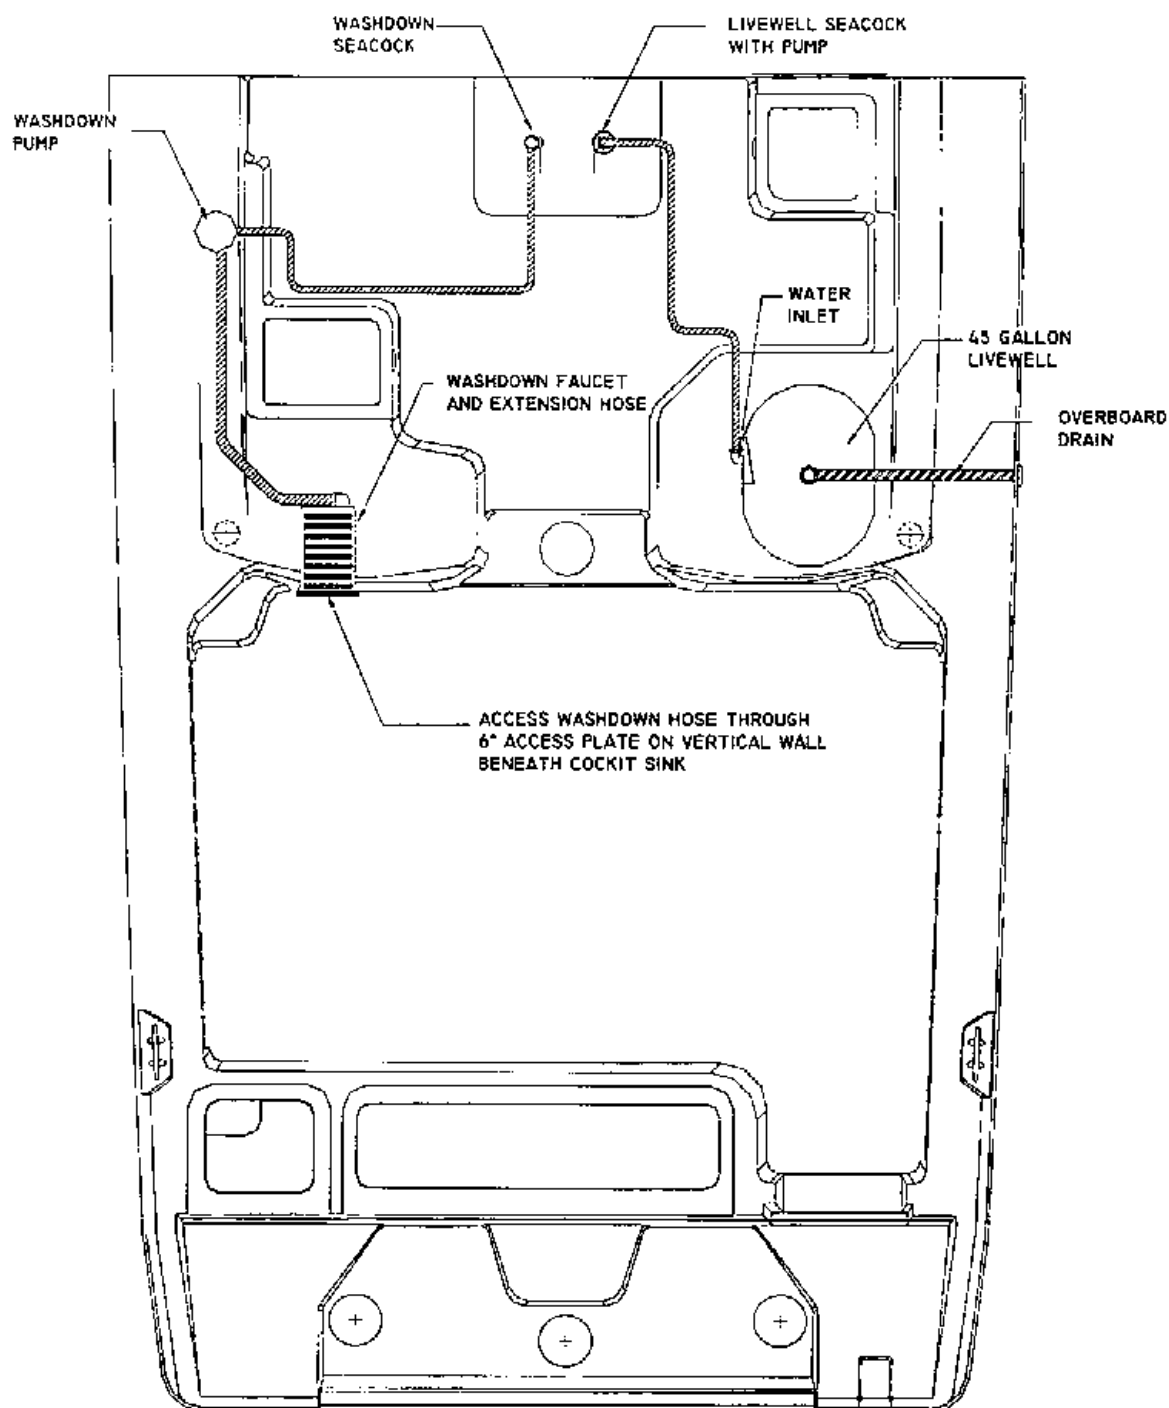 WASHDOWN
SEACOCK
LIVEWELL SEACOCK
WITH PUMP
WASHDOWN
PUMP
WATER
INLET
45 GALLON
LIVEWELL
WASHDOWN FAUCET
AND EXTENSION HOSE
OVERBOARD
DRAIN
ACCESS WASHDOWN HOSE THROUGH
6" ACCESS PLATE ON VERTICAL WALL
BENEATH COCKIT SINK